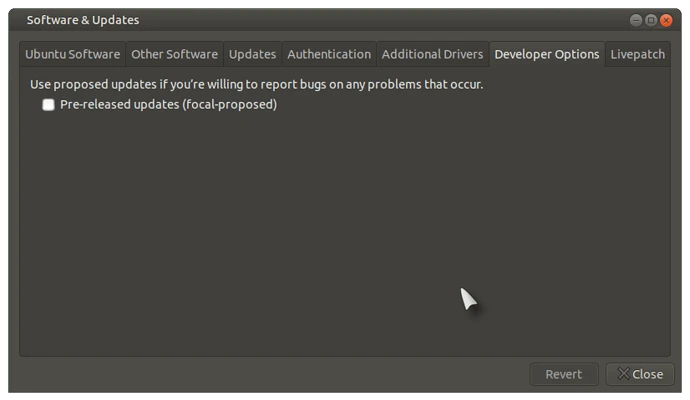 Software & Updates
Ubuntu Software Other Software Updates Authentication Additional Drivers Developer Options Livepatch
Use proposed updates if you’re willing to report bugs on any problems that occur.
Pre-released updates (focal-proposed)
Revert Close